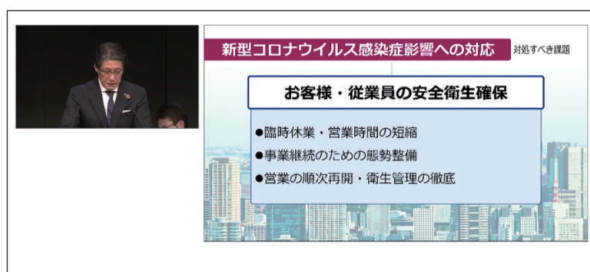 新型コロナウイルス感染症影響への対応
対処すべき課題
お客様・従業員の安全衛生確保
●臨時休業・営業時間の短縮
●事業継続のための態勢整備
●営業の順次再開・衛生管理の徹底